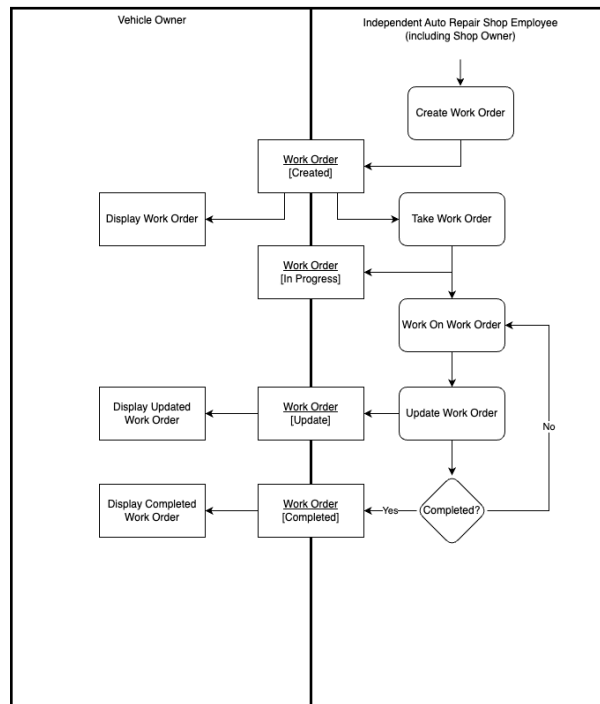 Vehicle Owner
Independent Auto Repair Shop Employee
(including Shop Owner)
Create Work Order
Work Order
[Created]
Display Work Order
Take Work Order
Work Order
[In Progress]
Work On Work Order
Display Updated
Work Order
Work Order
[Update]
Update Work Order
No
Display Completed
Work Order
Work Order
[Completed]
Yes
Completed?